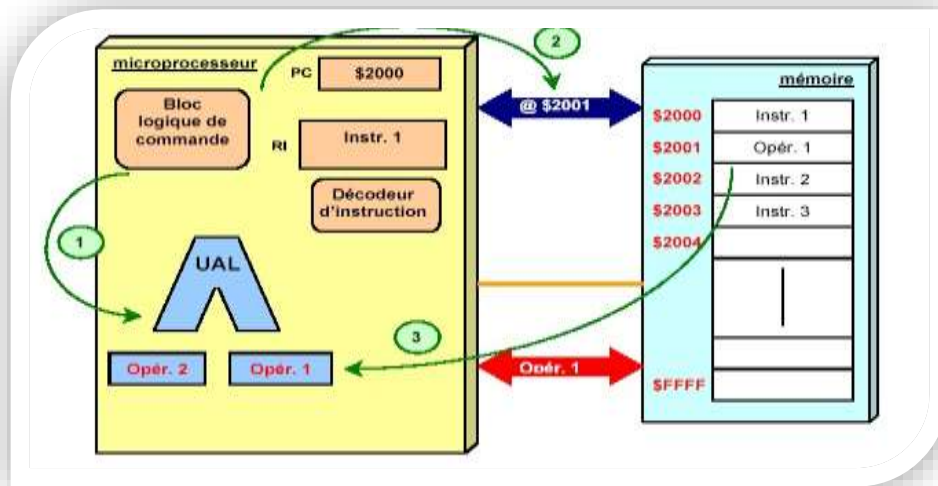 microprocesseur
PC
$2000
2
Bloc
logique de
commande
RI
Instr. 1
Décodeur
d'instruction
1
UAL
3
Opér. 2
Opér. 1
@ $2001
Opér. 1
mémoire
$2000
Instr. 1
$2001
Opér. 1
$2002
Instr. 2
$2003
Instr. 3
$2004
$FFFF